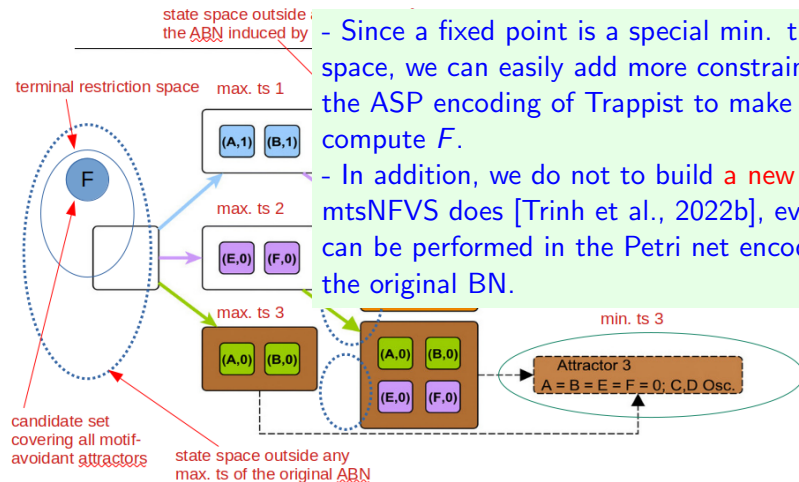 state space outside
the ABN induced by
terminal restriction space
max. ts 1
(A,1) (B,1)
F
max. ts 2
(E,0) (F,0)
max. ts 3
(A,0) (B,0)
candidate set
covering all motif-
avoidant attractors
state space outside any
max. ts of the original ABN
- Since a fixed point is a special min. t
space, we can easily add more constrain
the ASP encoding of Trappist to make
compute F.
- In addition, we do not to build a new
mtsNFVS does [Trinh et al., 2022b], ev
can be performed in the Petri net encod
the original BN.
(A,0) (B,0)
(E,0) (F,0)
min. ts 3
Attractor 3
A = B = E = F = 0; C,D Osc.